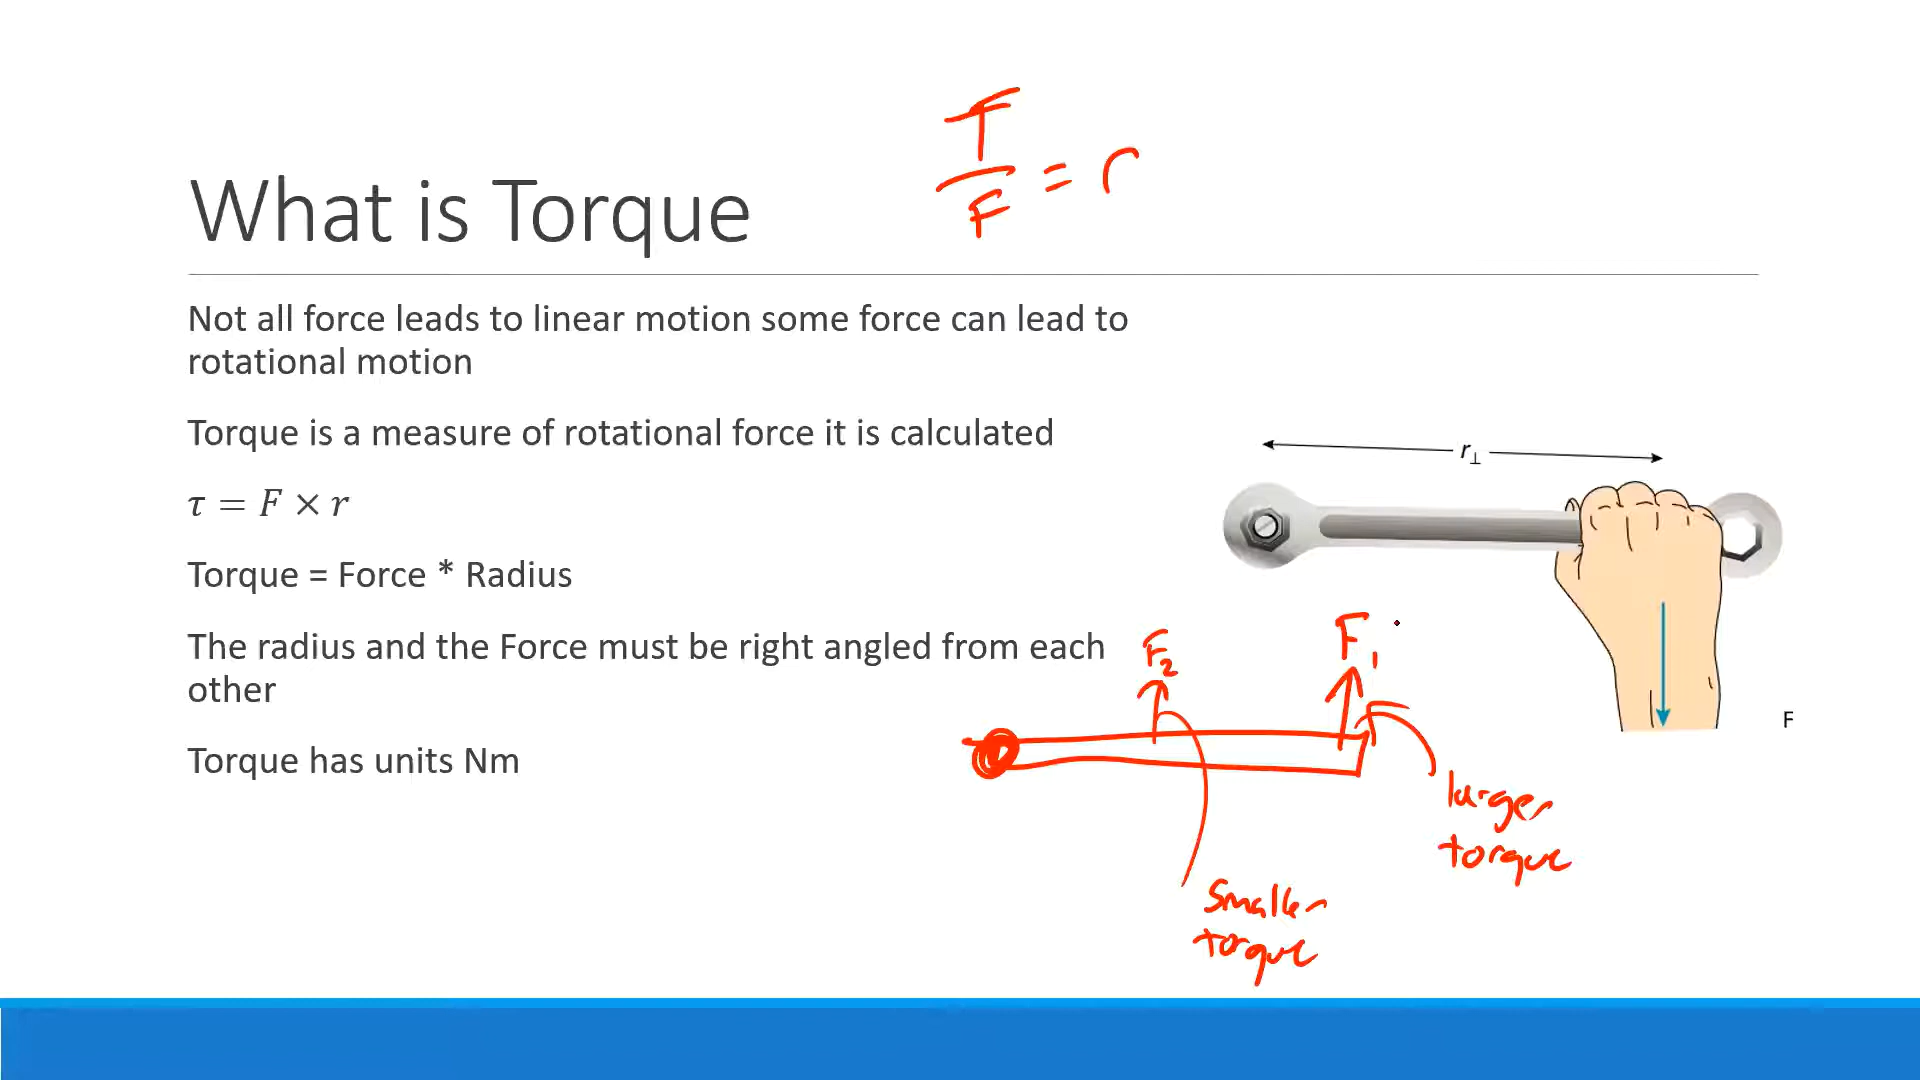 T
F = r
What is Torque
Not all force leads to linear motion some force can lead to
rotational motion
Torque is a measure of rotational force it is calculated
τ = F × r
Torque = Force * Radius
The radius and the Force must be right angled from each
other
Torque has units Nm
r⊥
F
F₂
F₁
larger
torque
smaller
torque